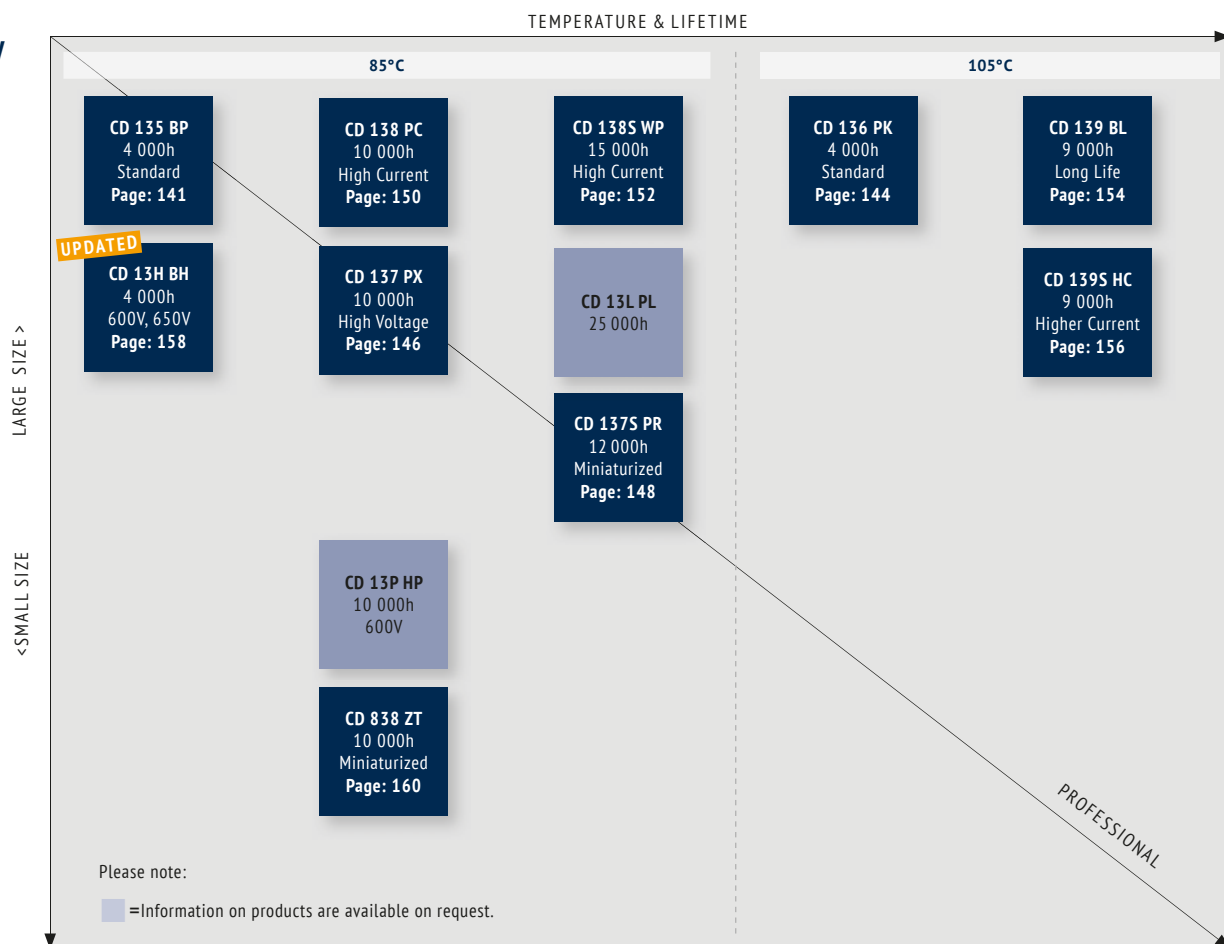 TEMPERATURE & LIFETIME
85°C
105°C
CD 135 BP
4 000h
Standard
Page: 141
CD 138 PC
10 000h
High Current
Page: 150
CD 138S WP
15 000h
High Current
Page: 152
CD 136 PK
4 000h
Standard
Page: 144
CD 139 BL
9 000h
Long Life
Page: 154
UPDATED
CD 13H BH
4 000h
600V, 650V
Page: 158
CD 137 PX
10 000h
High Voltage
Page: 146
CD 13L PL
25 000h
CD 139S HC
9 000h
Higher Current
Page: 156
LARGE SIZE >
CD 137S PR
12 000h
Miniaturized
Page: 148
<SMALL SIZE
CD 13P HP
10 000h
600V
CD 838 ZT
10 000h
Miniaturized
Page: 160
PROFESSIONAL
Please note:
=Information on products are available on request.